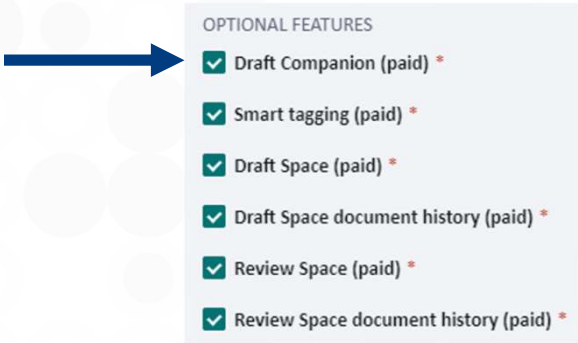 OPTIONAL FEATURES
Draft Companion (paid) *
Smart tagging (paid) *
Draft Space (paid) *
Draft Space document history (paid) *
Review Space (paid) *
Review Space document history (paid) *